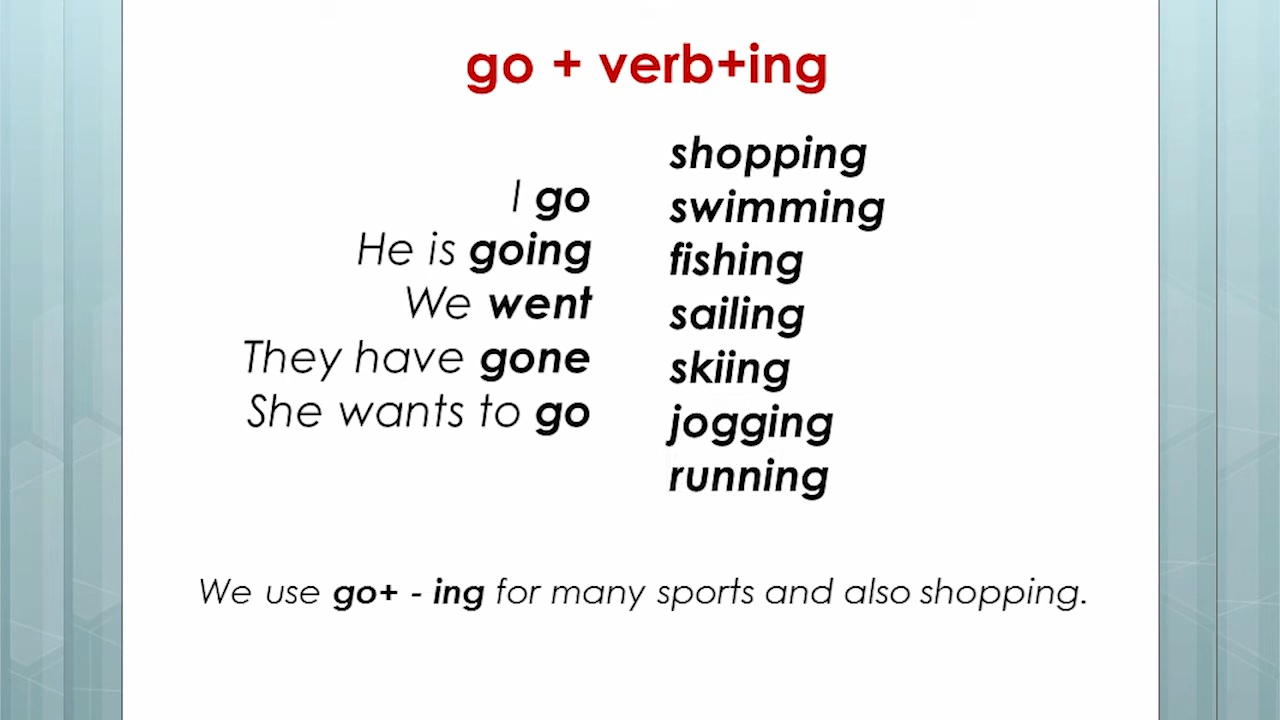 go + verb+ing
I go
He is going
We went
They have gone
She wants to go
shopping
swimming
fishing
sailing
skiing
jogging
running
We use go+ - ing for many sports and also shopping.